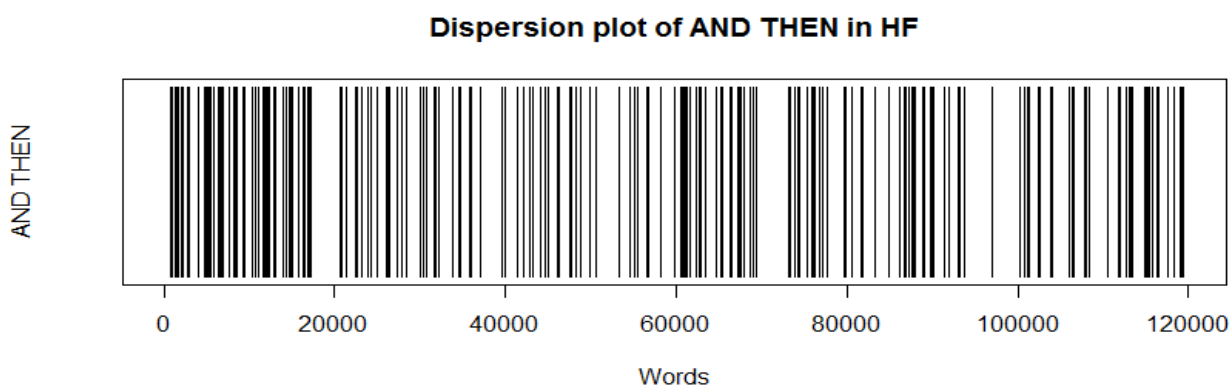 Dispersion plot of AND THEN in HF
AND THEN
0 20000 40000 60000 80000 100000 120000
Words